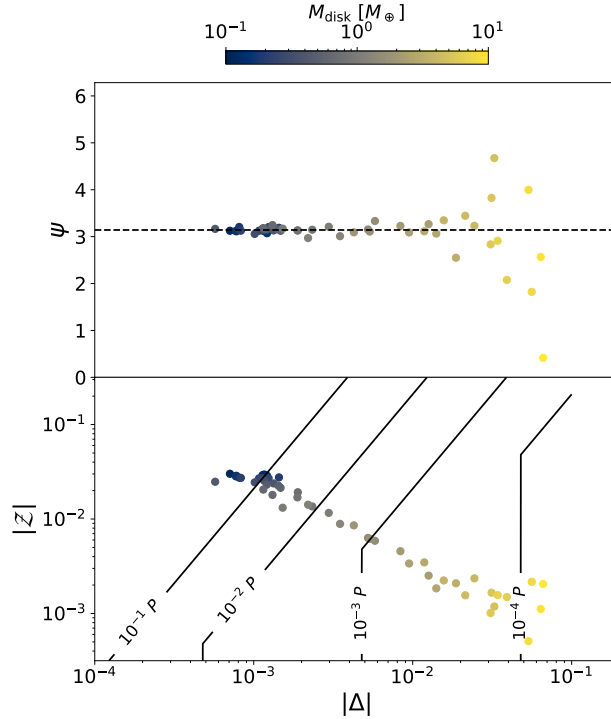 M_disk [M_⊕]
10^−1 10^0 10^1
6
5
4
3
2
1
0
ψ
10^−1
10^−2
10^−3
|𝒵|
10^−1 P
10^−2 P
10^−3 P
10^−4 P
10^−4 10^−3 10^−2 10^−1
|Δ|